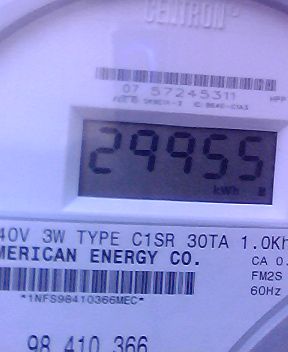 CENTRON
07 57245311
29955
kWh
40V 3W TYPE C1SR 30TA 1.0Kh
MERICAN ENERGY CO.
CA 0.
FM2S
*1NFS98410366MEC*
60Hz
98 410 366